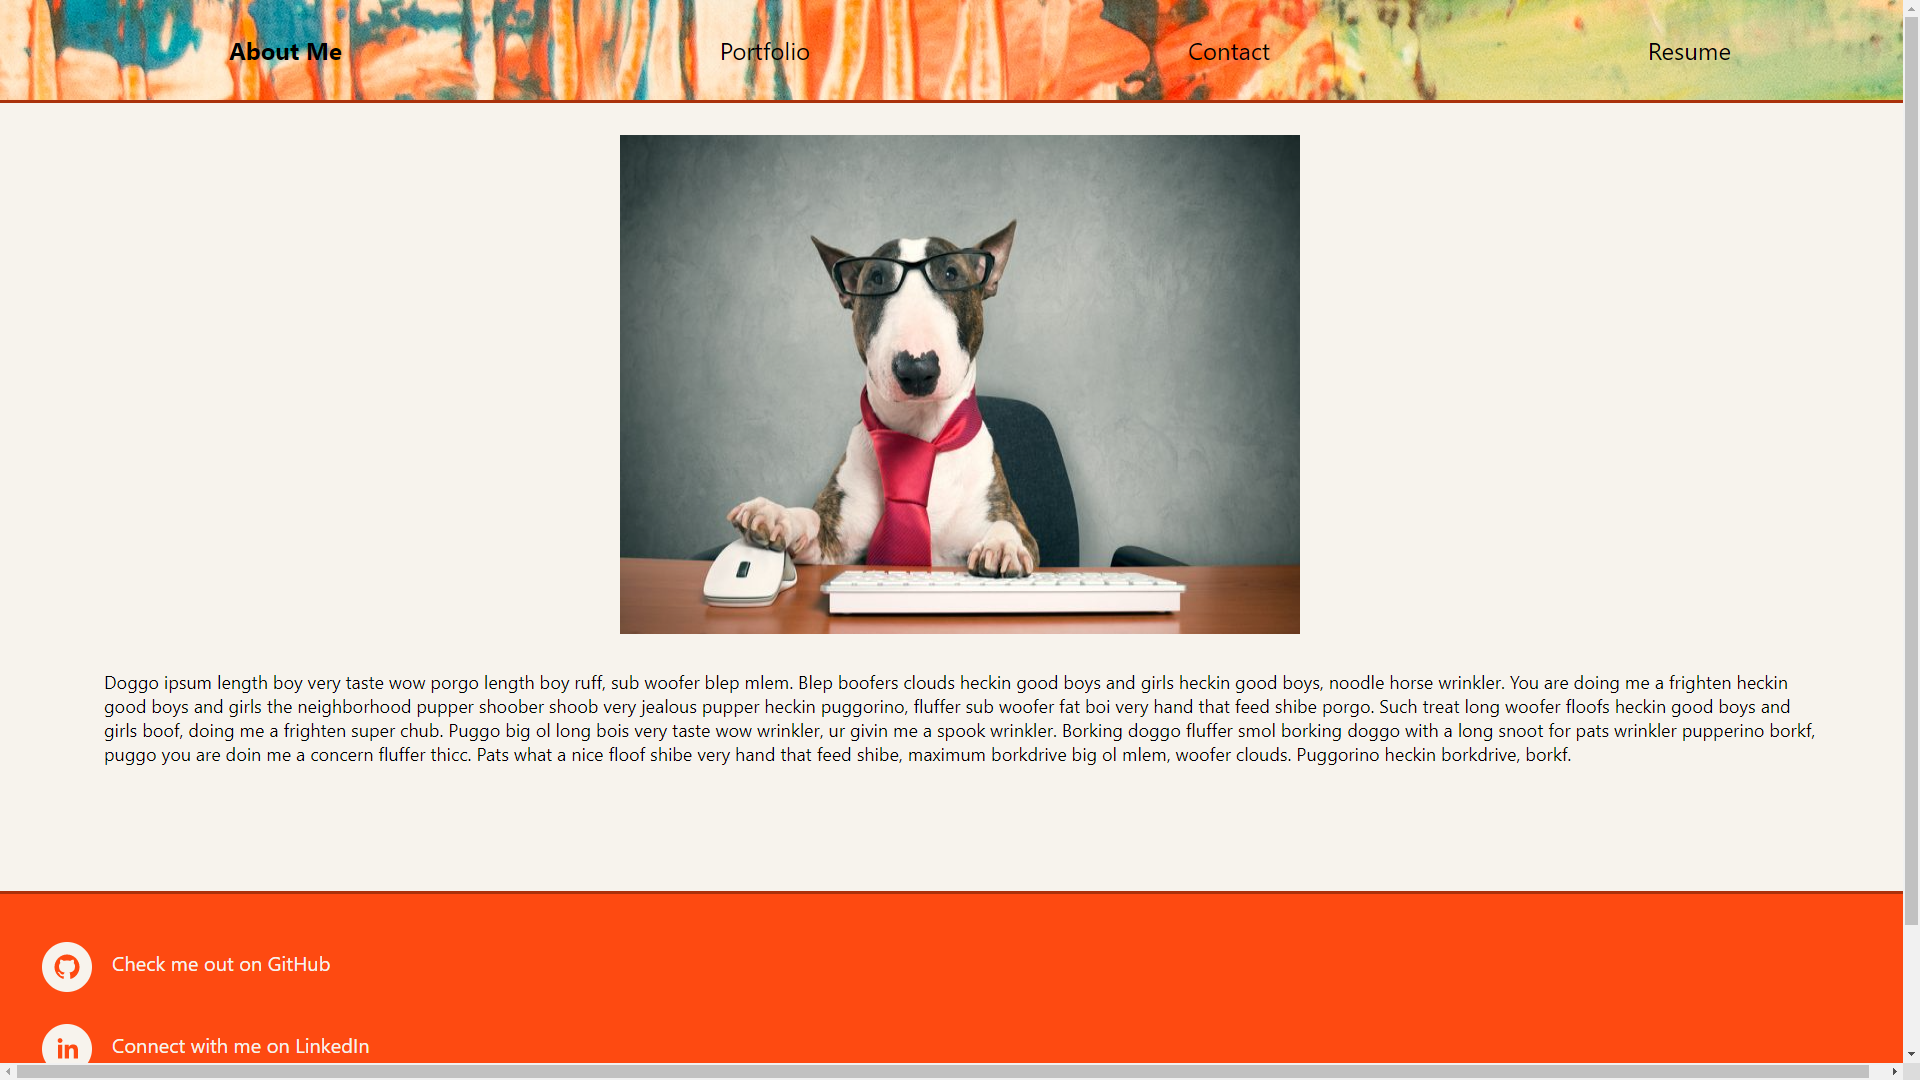 About Me Portfolio Contact Resume
Doggo ipsum length boy very taste wow porgo length boy ruff, sub woofer blep mlem. Blep boofers clouds heckin good boys and girls heckin good boys, noodle horse wrinkler. You are doing me a frighten heckin
good boys and girls the neighborhood pupper shoober shoob very jealous pupper heckin puggorino, fluffer sub woofer fat boi very hand that feed shibe porgo. Such treat long woofer floofs heckin good boys and
girls boof, doing me a frighten super chub. Puggo big ol long bois very taste wow wrinkler, ur givin me a spook wrinkler. Borking doggo fluffer smol borking doggo with a long snoot for pats wrinkler pupperino borkf,
puggo you are doin me a concern fluffer thicc. Pats what a nice floof shibe very hand that feed shibe, maximum borkdrive big ol mlem, woofer clouds. Puggorino heckin borkdrive, borkf.
Check me out on GitHub
in Connect with me on LinkedIn